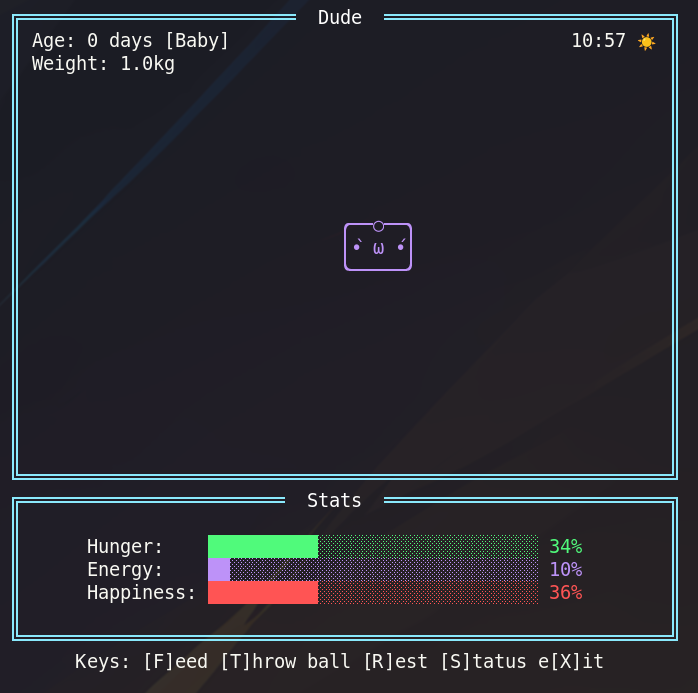 Dude
Age: 0 days [Baby] 10:57 ☀
Weight: 1.0kg
•̀ ω •́
Stats
Hunger: 34%
Energy: 10%
Happiness: 36%
Keys: [F]eed [T]hrow ball [R]est [S]tatus e[X]it